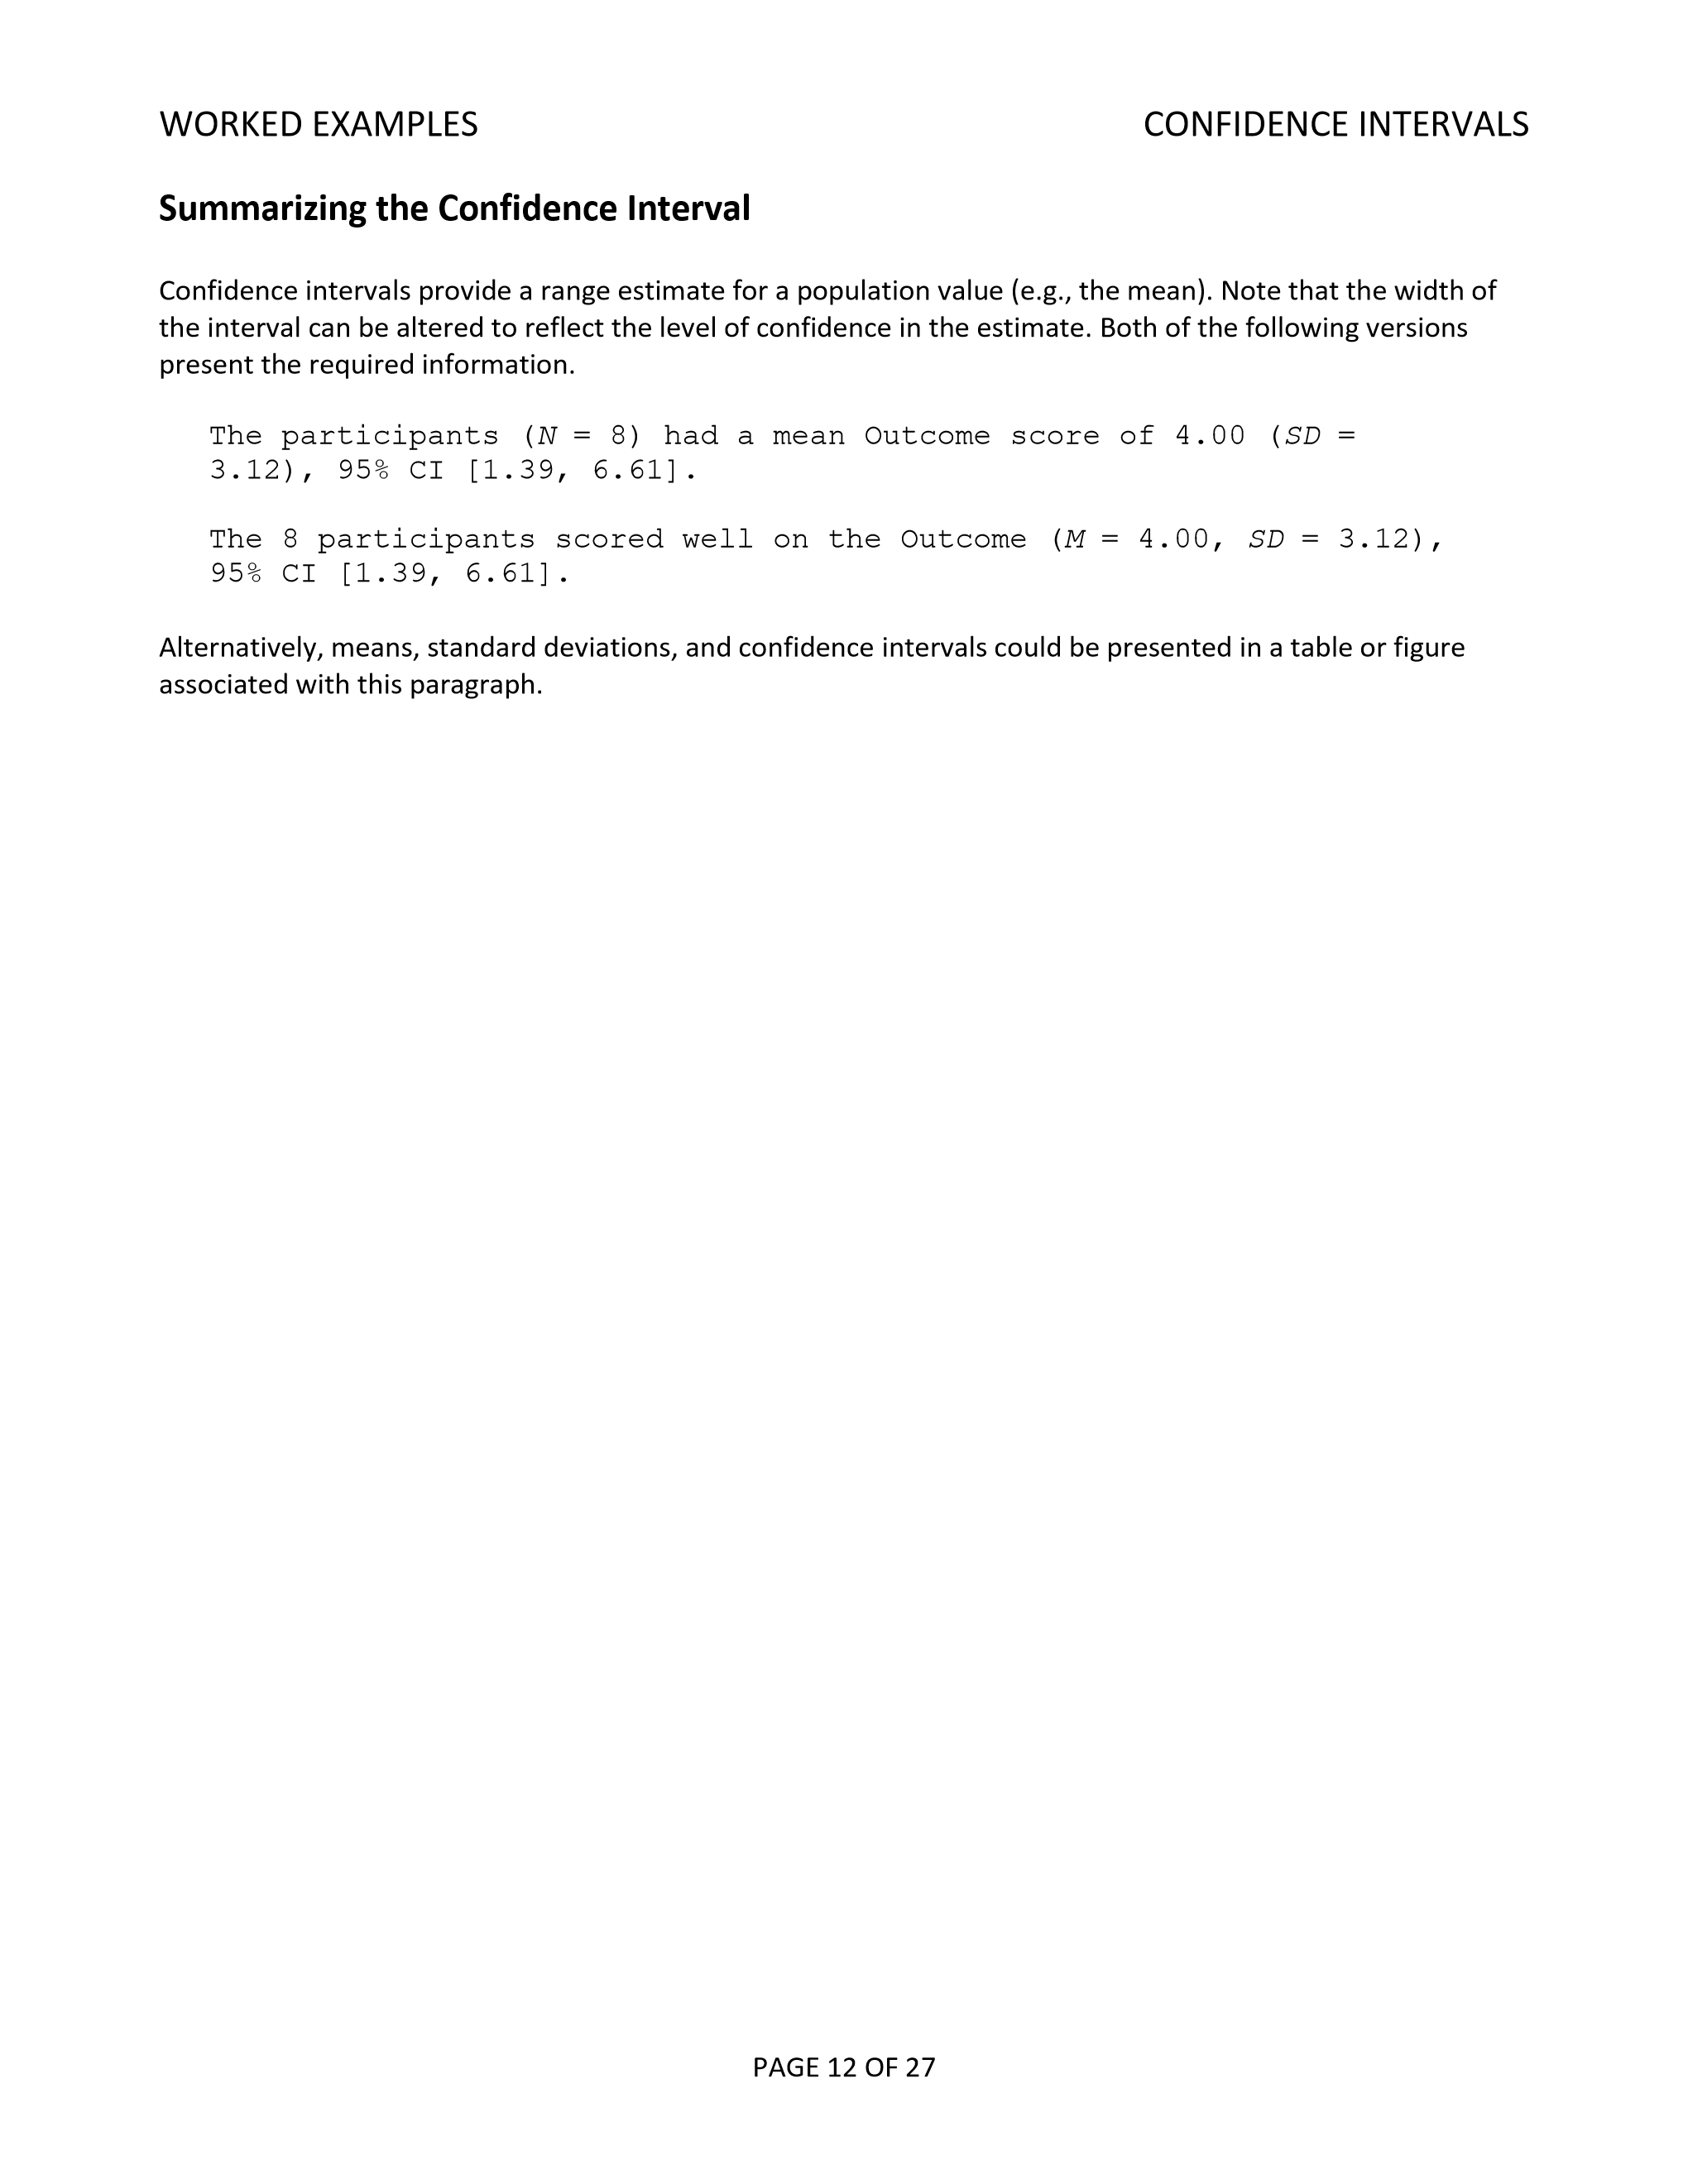 WORKED EXAMPLES CONFIDENCE INTERVALS
Summarizing the Confidence Interval
Confidence intervals provide a range estimate for a population value (e.g., the mean). Note that the width of
the interval can be altered to reflect the level of confidence in the estimate. Both of the following versions
present the required information.
The participants (N = 8) had a mean Outcome score of 4.00 (SD =
3.12), 95% CI [1.39, 6.61].
The 8 participants scored well on the Outcome (M = 4.00, SD = 3.12),
95% CI [1.39, 6.61].
Alternatively, means, standard deviations, and confidence intervals could be presented in a table or figure
associated with this paragraph.
PAGE 12 OF 27